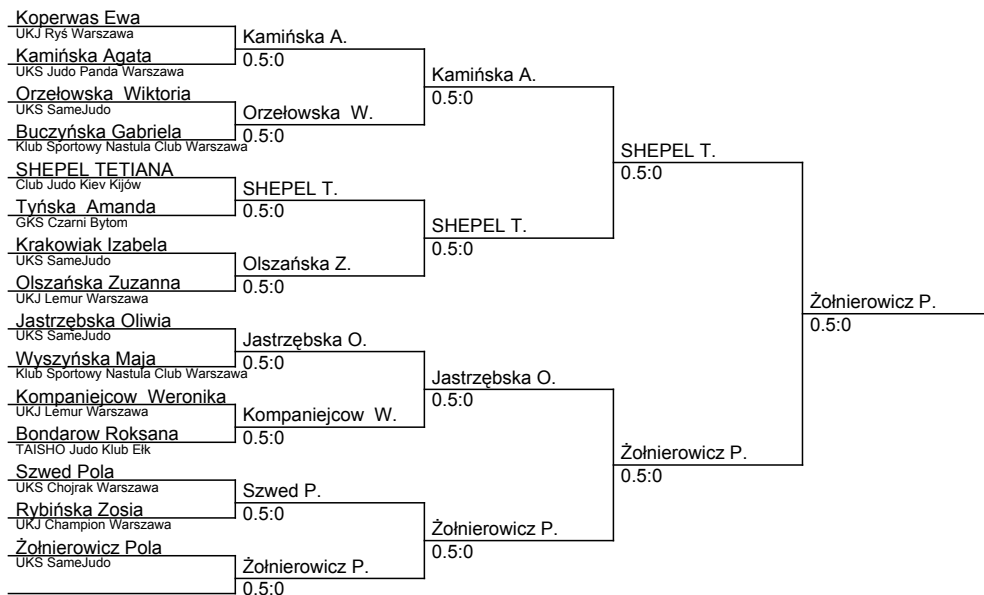 Koperwas Ewa
UKJ Ryś Warszawa
Kamińska Agata
UKS Judo Panda Warszawa
Orzełowska  Wiktoria
UKS SameJudo
Buczyńska Gabriela
Klub Sportowy Nastula Club Warszawa
SHEPEL TETIANA
Club Judo Kiev Kijów
Tyńska  Amanda
GKS Czarni Bytom
Krakowiak Izabela
UKS SameJudo
Olszańska Zuzanna
UKJ Lemur Warszawa
Jastrzębska Oliwia
UKS SameJudo
Wyszyńska Maja
Klub Sportowy Nastula Club Warszawa
Kompaniejcow  Weronika
UKJ Lemur Warszawa
Bondarow Roksana
TAISHO Judo Klub Ełk
Szwed Pola
UKS Chojrak Warszawa
Rybińska Zosia
UKJ Champion Warszawa
Żołnierowicz Pola
UKS SameJudo
Kamińska A.
0.5:0
Orzełowska  W.
0.5:0
SHEPEL T.
0.5:0
Olszańska Z.
0.5:0
Jastrzębska O.
0.5:0
Kompaniejcow  W.
0.5:0
Szwed P.
0.5:0
Żołnierowicz P.
0.5:0
Kamińska A.
0.5:0
SHEPEL T.
0.5:0
Jastrzębska O.
0.5:0
Żołnierowicz P.
0.5:0
SHEPEL T.
0.5:0
Żołnierowicz P.
0.5:0
Żołnierowicz P.
0.5:0